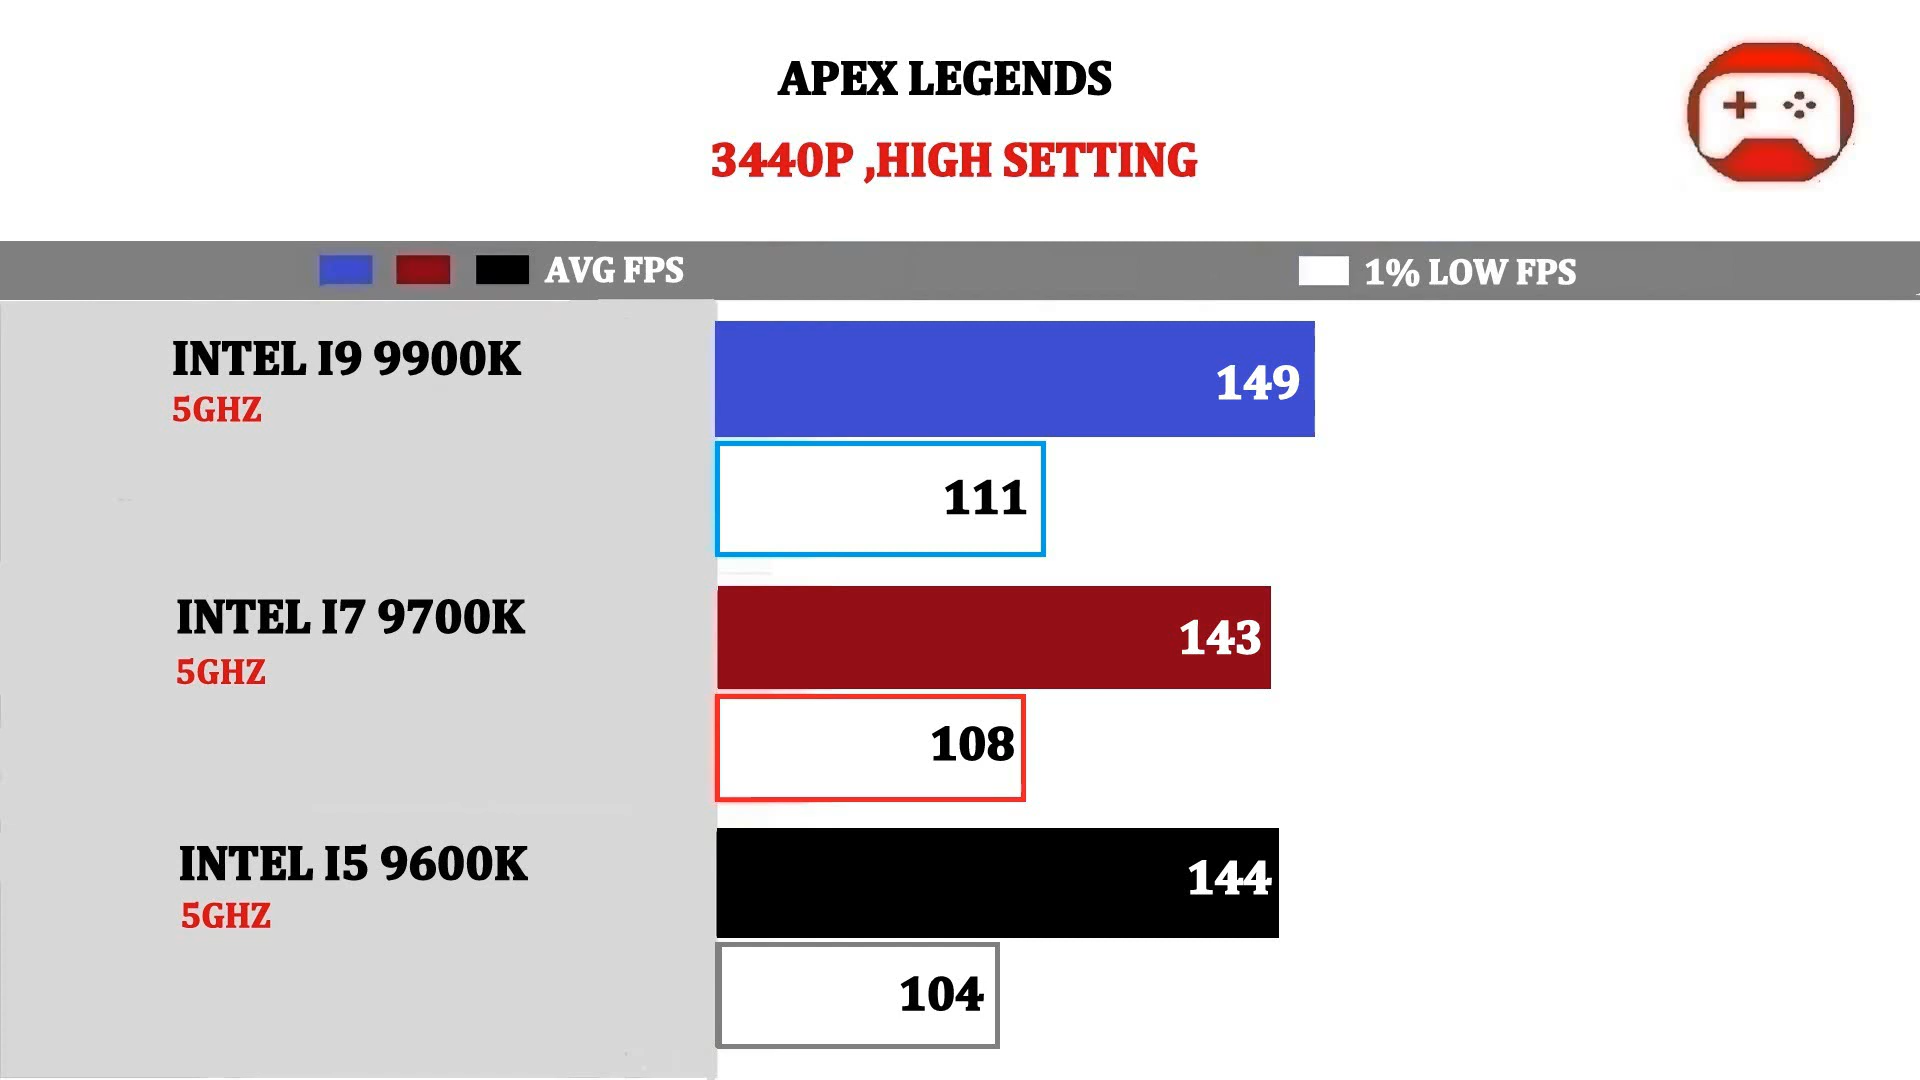 APEX LEGENDS
3440P ,HIGH SETTING
AVG FPS
1% LOW FPS
INTEL I9 9900K
5GHZ
149
111
INTEL I7 9700K
5GHZ
143
108
INTEL I5 9600K
5GHZ
144
104